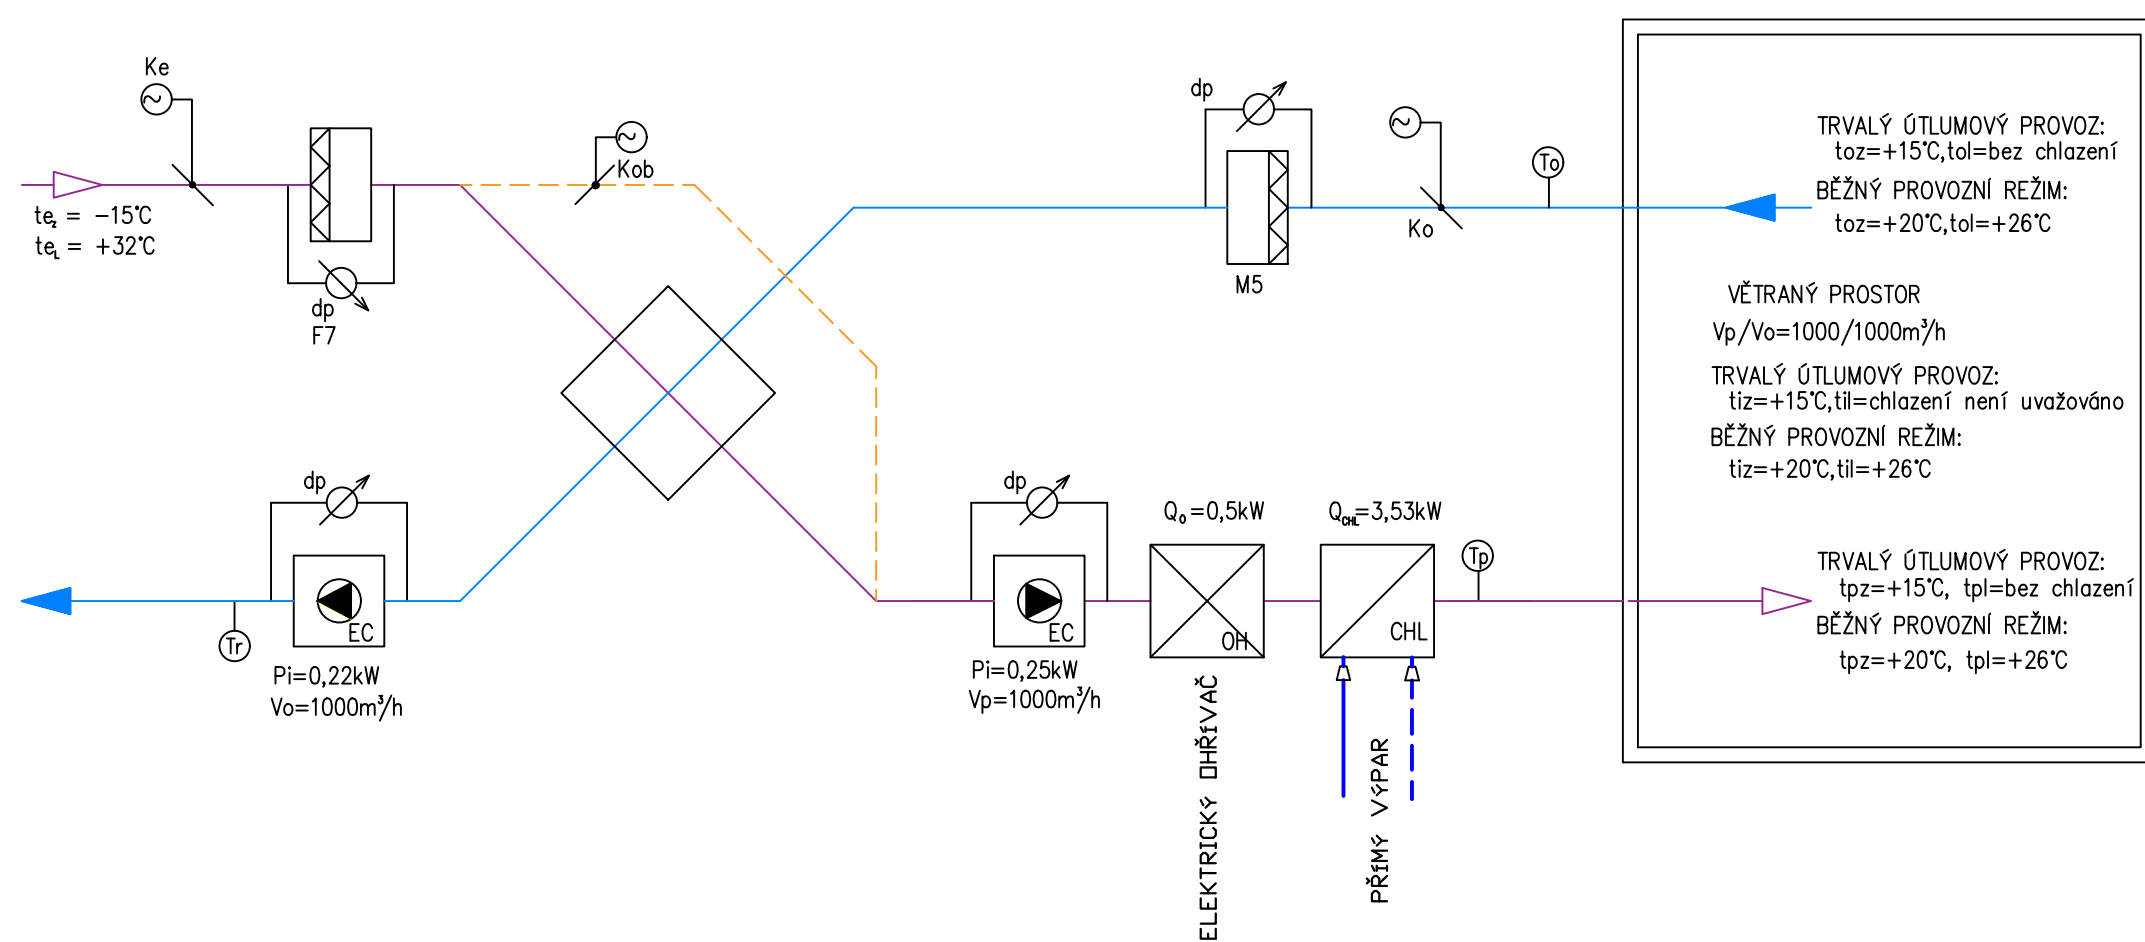 Ke
te_z = -15°C
te_L = +32°C
dp
F7
Kob
dp
M5
Ko
To
TRVALÝ ÚTLUMOVÝ PROVOZ:
toz=+15°C,tol=bez chlazení
BĚŽNÝ PROVOZNÍ REŽIM:
toz=+20°C,tol=+26°C
VĚTRANÝ PROSTOR
Vp/Vo=1000/1000m³/h
TRVALÝ ÚTLUMOVÝ PROVOZ:
tiz=+15°C,til=chlazení není uvažováno
BĚŽNÝ PROVOZNÍ REŽIM:
tiz=+20°C,til=+26°C
dp
EC
Tr
Pi=0,22kW
Vo=1000m³/h
dp
EC
Pi=0,25kW
Vp=1000m³/h
Q₀=0,5kW
OH
ELEKTRICKÝ OHŘÍVAČ
Q_CHL=3,53kW
CHL
PŘÍMÝ VÝPAR
Tp
TRVALÝ ÚTLUMOVÝ PROVOZ:
tpz=+15°C, tpl=bez chlazení
BĚŽNÝ PROVOZNÍ REŽIM:
tpz=+20°C, tpl=+26°C